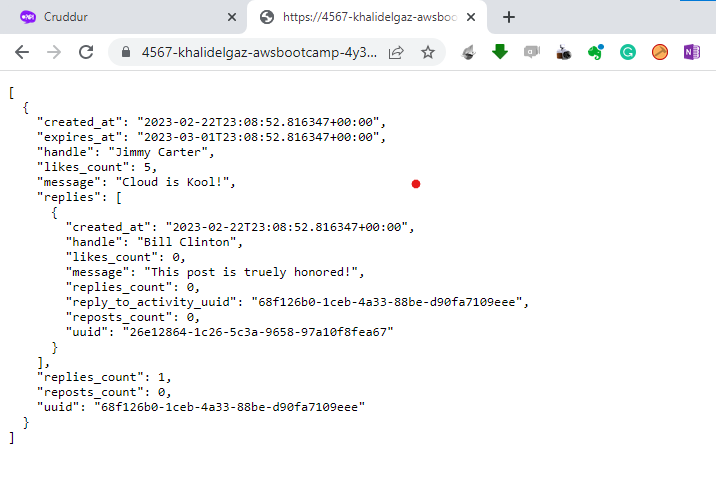 Cruddur
https://4567-khalidelgaz-awsboo
4567-khalidelgaz-awsbootcamp-4y3...
[
  {
    "created_at": "2023-02-22T23:08:52.816347+00:00",
    "expires_at": "2023-03-01T23:08:52.816347+00:00",
    "handle": "Jimmy Carter",
    "likes_count": 5,
    "message": "Cloud is Kool!",
    "replies": [
      {
        "created_at": "2023-02-22T23:08:52.816347+00:00",
        "handle": "Bill Clinton",
        "likes_count": 0,
        "message": "This post is truely honored!",
        "replies_count": 0,
        "reply_to_activity_uuid": "68f126b0-1ceb-4a33-88be-d90fa7109eee",
        "reposts_count": 0,
        "uuid": "26e12864-1c26-5c3a-9658-97a10f8fea67"
      }
    ],
    "replies_count": 1,
    "reposts_count": 0,
    "uuid": "68f126b0-1ceb-4a33-88be-d90fa7109eee"
  }
]